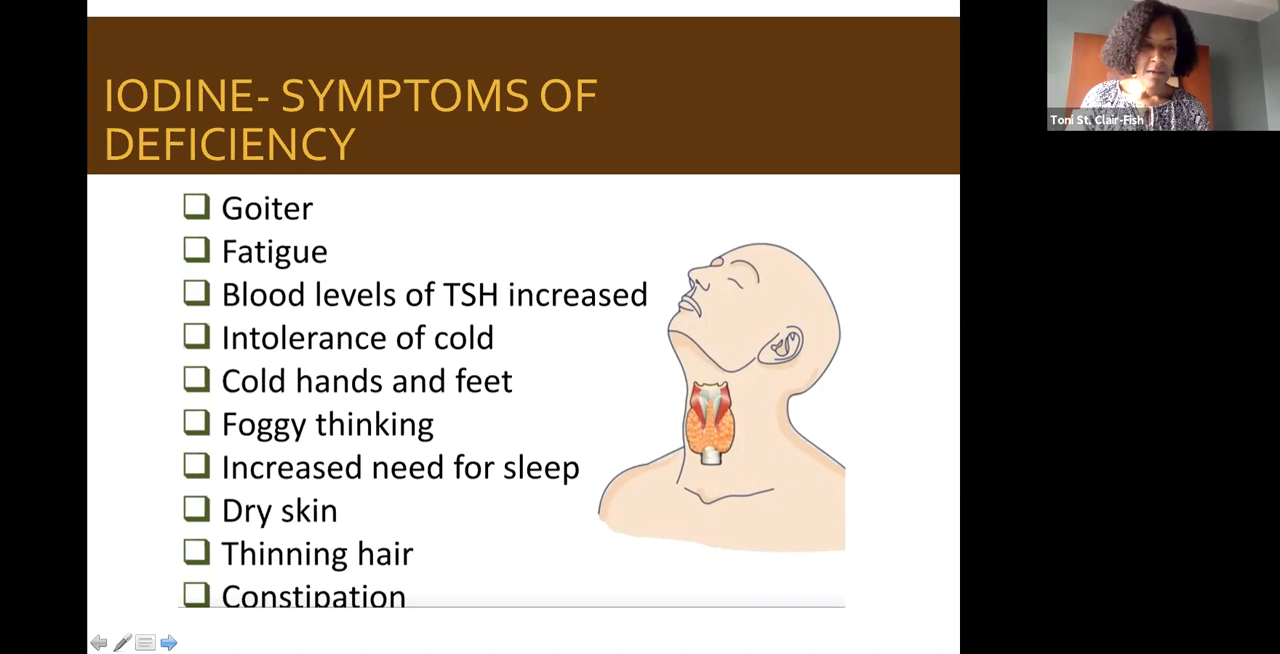 IODINE- SYMPTOMS OF
DEFICIENCY
Goiter
Fatigue
Blood levels of TSH increased
Intolerance of cold
Cold hands and feet
Foggy thinking
Increased need for sleep
Dry skin
Thinning hair
Constipation
Toni St. Clair-Fish